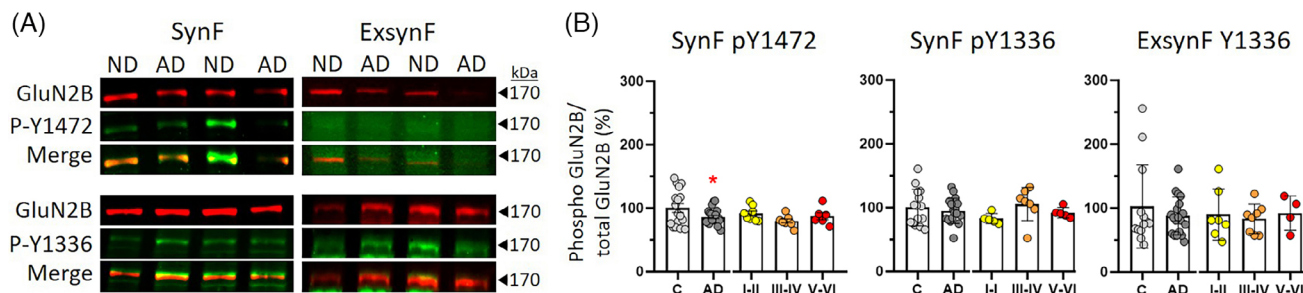 (A)
SynF ExsynF
ND AD ND AD ND AD ND AD kDa
GluN2B ◄170
P-Y1472 ◄170
Merge ◄170
GluN2B ◄170
P-Y1336 ◄170
Merge ◄170
(B)
SynF pY1472
Phospho GluN2B/
total GluN2B (%)
300
200
100
0
*
C AD I-II III-IV V-VI
SynF pY1336
300
200
100
0
C AD I-I III-IV V-VI
ExsynF Y1336
300
200
100
0
C AD I-II III-IV V-VI